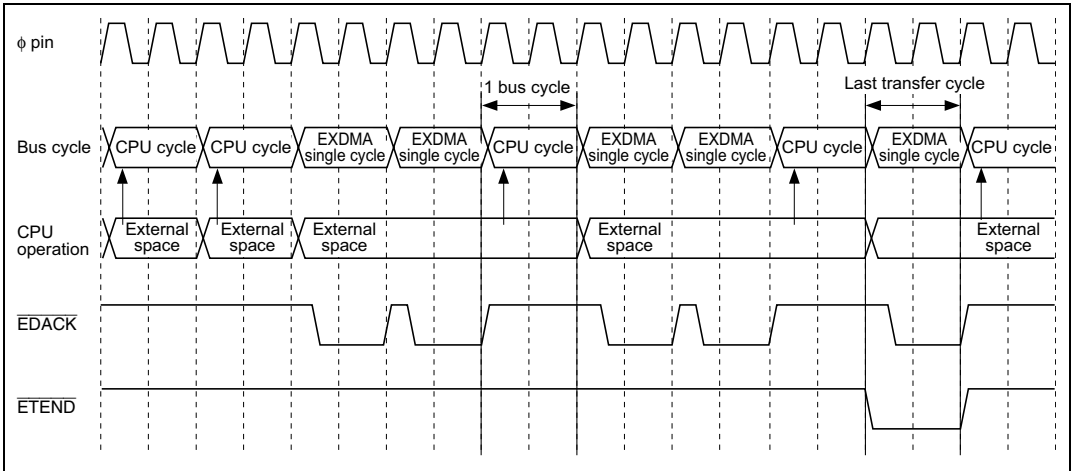 φ pin
1 bus cycle
Last transfer cycle
Bus cycle
CPU cycle
CPU cycle
EXDMA
single cycle
EXDMA
single cycle
CPU cycle
EXDMA
single cycle
EXDMA
single cycle
CPU cycle
EXDMA
single cycle
CPU cycle
CPU
operation
External
space
External
space
External
space
External
space
External
space
EDACK
ETEND